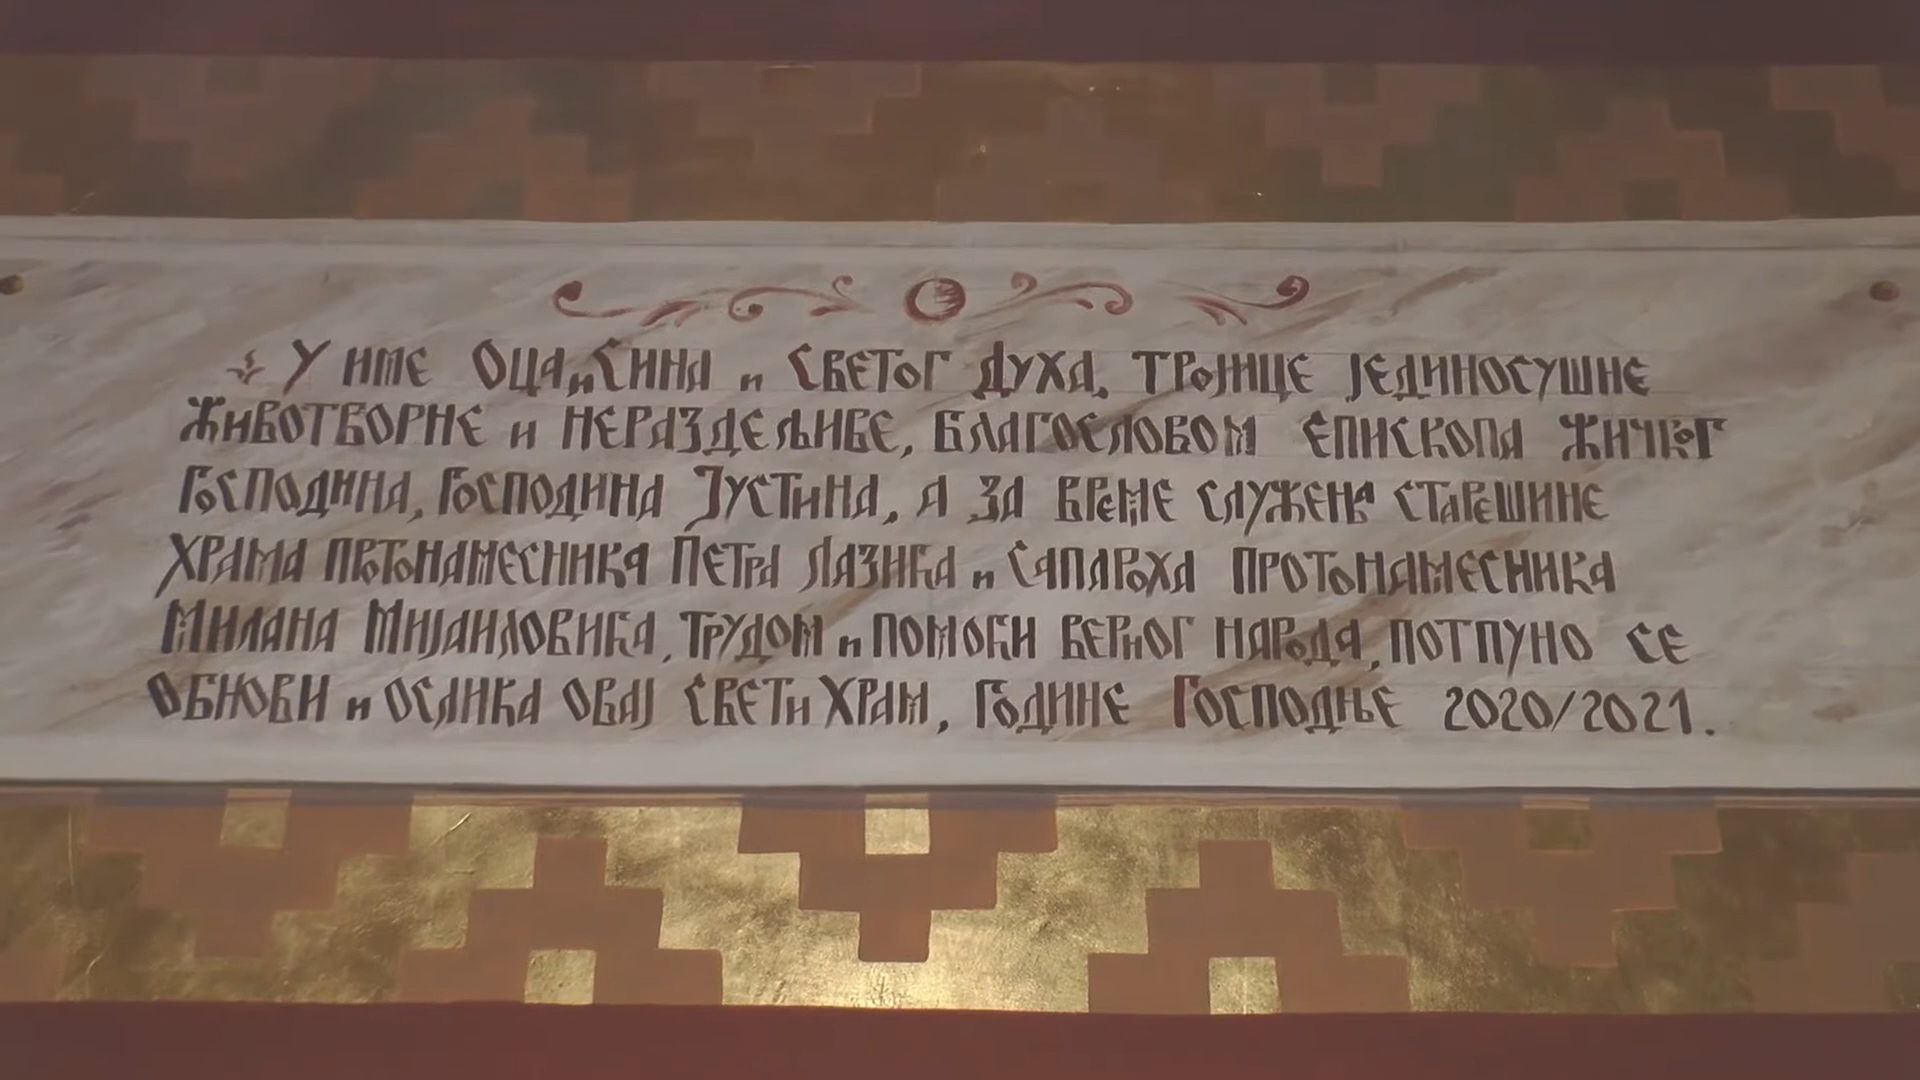 У име Оца и Сина и Светог Духа, Тројице јединосушне
животворне и нераздељиве, благословом епископа жичког
Господина, Господина Јустина, а за време служења старешине
храма протонамесника Петра Лазића и сапароха протонамесника
Милана Мијаиловића, трудом и помоћи верног народа, потпуно се
обнови и ослика овај свети храм, године Господње 2020/2021.